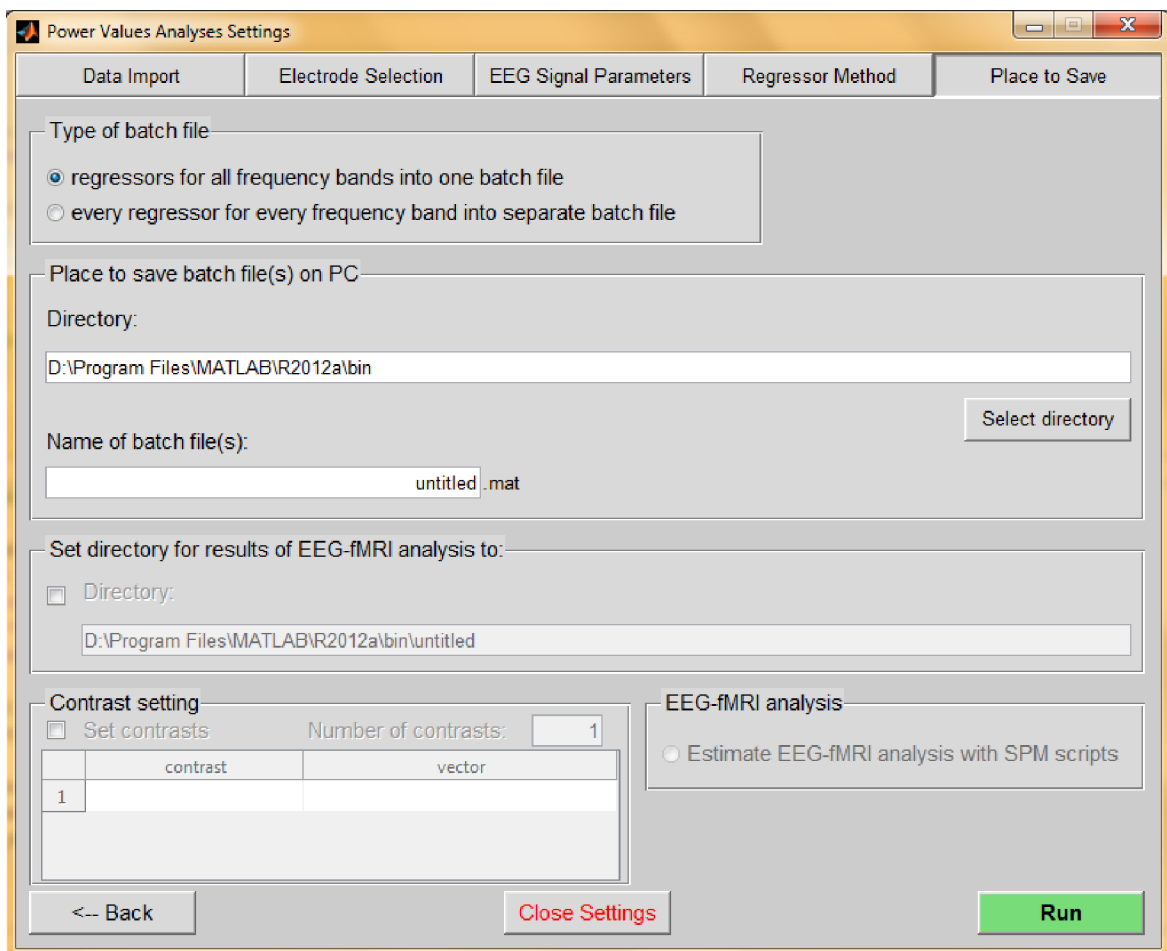 Power Values Analyses Settings
Data Import
Electrode Selection
EEG Signal Parameters
Regressor Method
Place to Save
Type of batch file
regressors for all frequency bands into one batch file
every regressor for every frequency band into separate batch file
Place to save batch file(s) on PC
Directory:
D:\Program Files\MATLAB\R2012a\bin
Select directory
Name of batch file(s):
untitled .mat
Set directory for results of EEG-fMRI analysis to:
Directory:
D:\Program Files\MATLAB\R2012a\bin\untitled
Contrast setting
Set contrasts Number of contrasts: 1
contrast vector
1
EEG-fMRI analysis
Estimate EEG-fMRI analysis with SPM scripts
<-- Back
Close Settings
Run